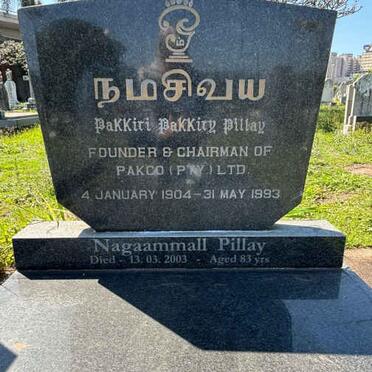 நமசிவய
Pakkiri Pakkiry Pillay
FOUNDER & CHAIRMAN OF
PAKCO (PTY) LTD.
4 JANUARY 1904 - 31 MAY 1993
Nagaammall Pillay
Died - 13. 03. 2003 - Aged 83 yrs